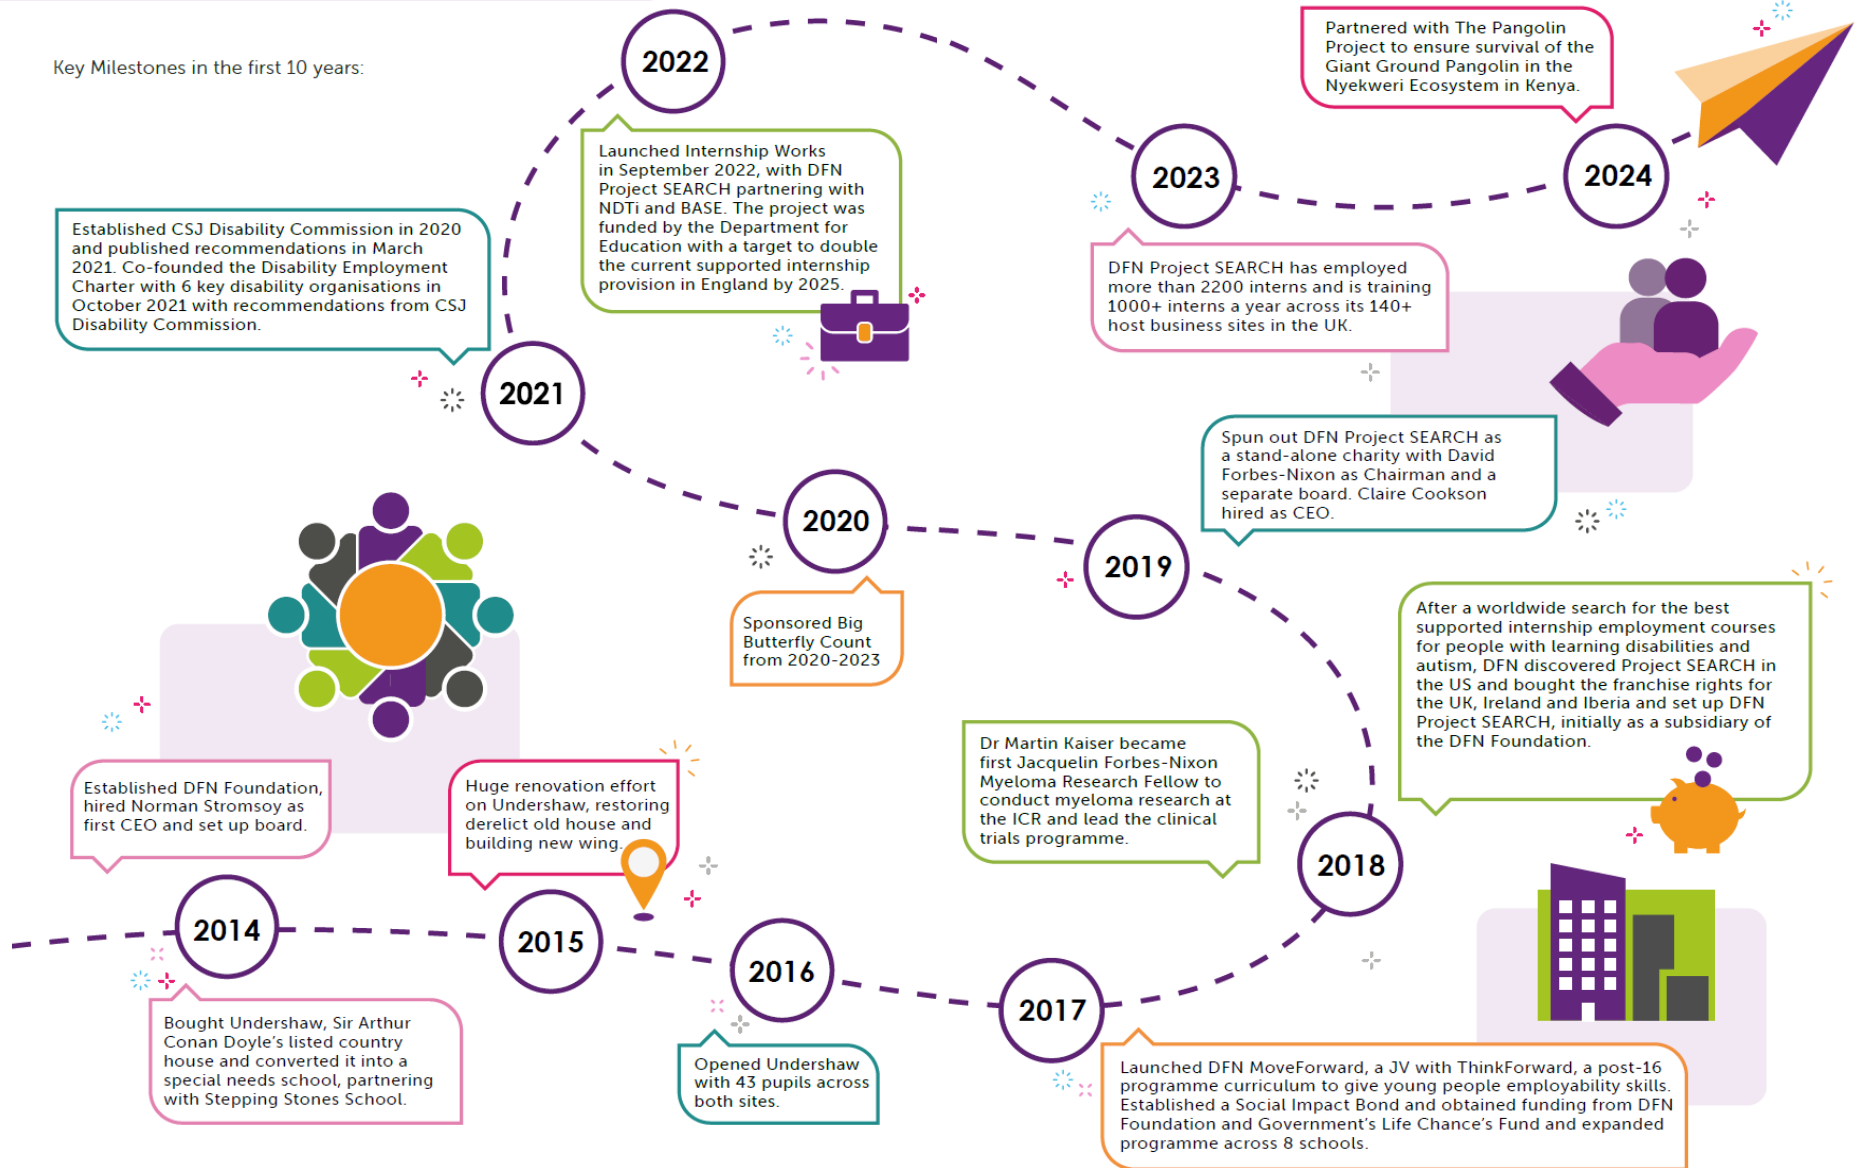 Key Milestones in the first 10 years:
2014
Established DFN Foundation,
hired Norman Stromsoy as
first CEO and set up board.
Bought Undershaw, Sir Arthur
Conan Doyle's listed country
house and converted it into a
special needs school, partnering
with Stepping Stones School.
2015
Huge renovation effort
on Undershaw, restoring
derelict old house and
building new wing.
2016
Opened Undershaw
with 43 pupils across
both sites.
2017
Launched DFN MoveForward, a JV with ThinkForward, a post-16
programme curriculum to give young people employability skills.
Established a Social Impact Bond and obtained funding from DFN
Foundation and Government's Life Chance's Fund and expanded
programme across 8 schools.
2018
Dr Martin Kaiser became
first Jacquelin Forbes-Nixon
Myeloma Research Fellow to
conduct myeloma research at
the ICR and lead the clinical
trials programme.
After a worldwide search for the best
supported internship employment courses
for people with learning disabilities and
autism, DFN discovered Project SEARCH in
the US and bought the franchise rights for
the UK, Ireland and Iberia and set up DFN
Project SEARCH, initially as a subsidiary of
the DFN Foundation.
2019
Spun out DFN Project SEARCH as
a stand-alone charity with David
Forbes-Nixon as Chairman and a
separate board. Claire Cookson
hired as CEO.
2020
Sponsored Big
Butterfly Count
from 2020-2023
2021
Established CSJ Disability Commission in 2020
and published recommendations in March
2021. Co-founded the Disability Employment
Charter with 6 key disability organisations in
October 2021 with recommendations from CSJ
Disability Commission.
2022
Launched Internship Works
in September 2022, with DFN
Project SEARCH partnering with
NDTi and BASE. The project was
funded by the Department for
Education with a target to double
the current supported internship
provision in England by 2025.
2023
DFN Project SEARCH has employed
more than 2200 interns and is training
1000+ interns a year across its 140+
host business sites in the UK.
2024
Partnered with The Pangolin
Project to ensure survival of the
Giant Ground Pangolin in the
Nyekweri Ecosystem in Kenya.